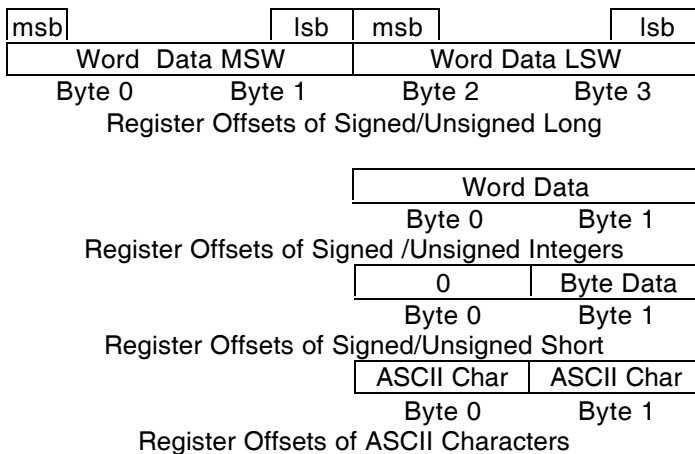 msb lsb msb lsb
Word Data MSW Word Data LSW
Byte 0 Byte 1 Byte 2 Byte 3
Register Offsets of Signed/Unsigned Long
Word Data
Byte 0 Byte 1
Register Offsets of Signed /Unsigned Integers
0 Byte Data
Byte 0 Byte 1
Register Offsets of Signed/Unsigned Short
ASCII Char ASCII Char
Byte 0 Byte 1
Register Offsets of ASCII Characters